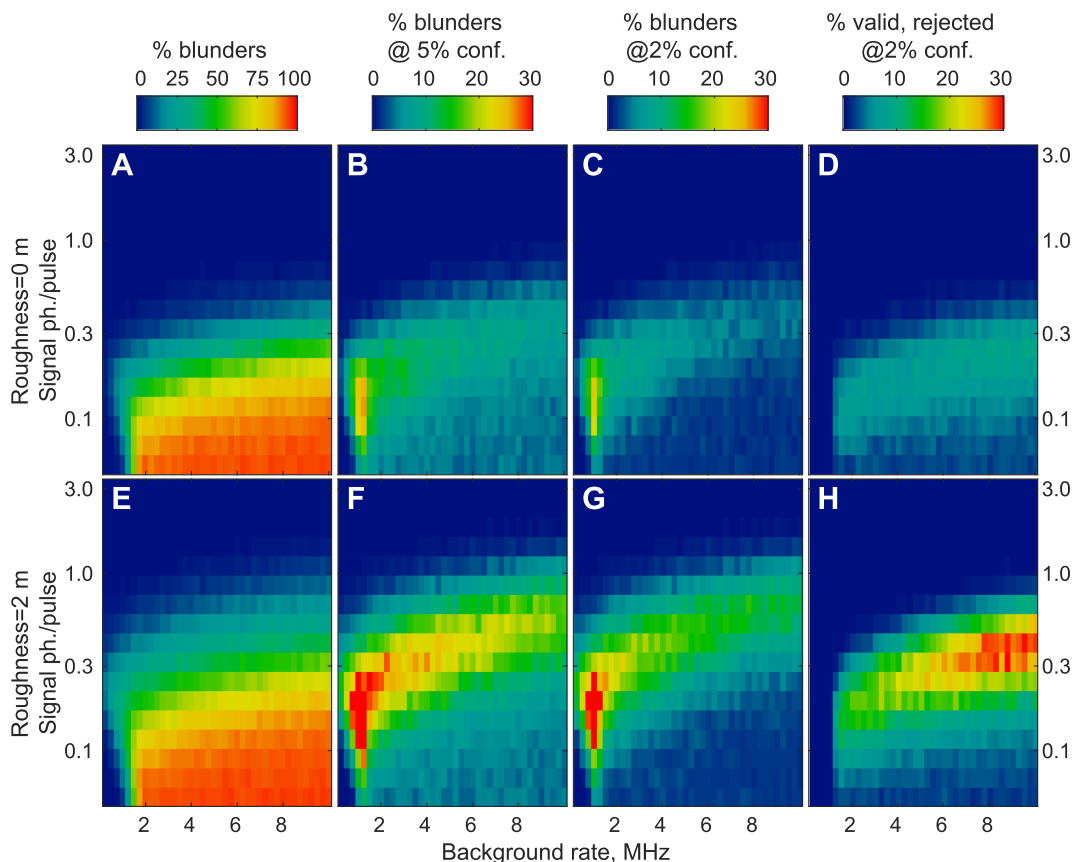 % blunders
% blunders
@ 5% conf.
% blunders
@2% conf.
% valid, rejected
@2% conf.
0 25 50 75 100
0 10 20 30
0 10 20 30
0 10 20 30
Roughness=0 m
Signal ph./pulse
3.0
1.0
0.3
0.1
A
B
C
D
3.0
1.0
0.3
0.1
Roughness=2 m
Signal ph./pulse
3.0
1.0
0.3
0.1
E
F
G
H
3.0
1.0
0.3
0.1
2 4 6 8
2 4 6 8
2 4 6 8
2 4 6 8
Background rate, MHz